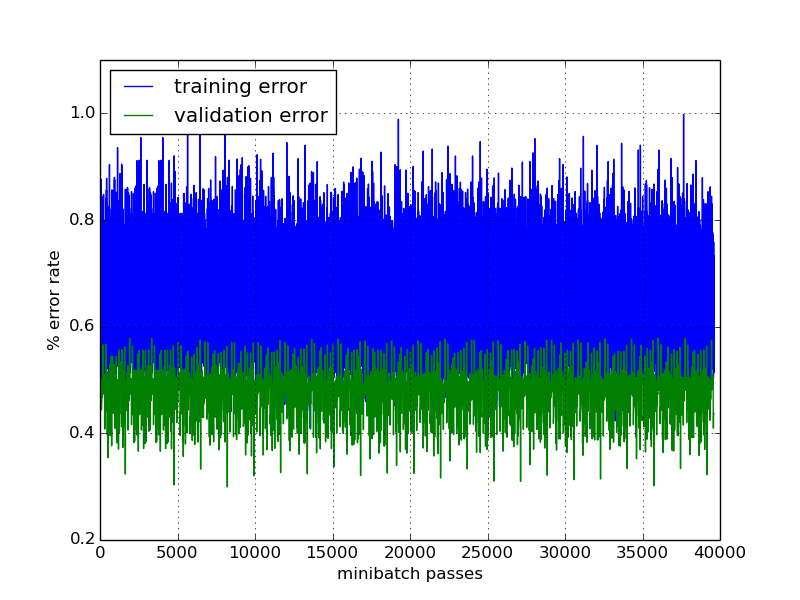 training error
validation error
1.0
0.8
0.6
0.4
0.2
% error rate
0 5000 10000 15000 20000 25000 30000 35000 40000
minibatch passes